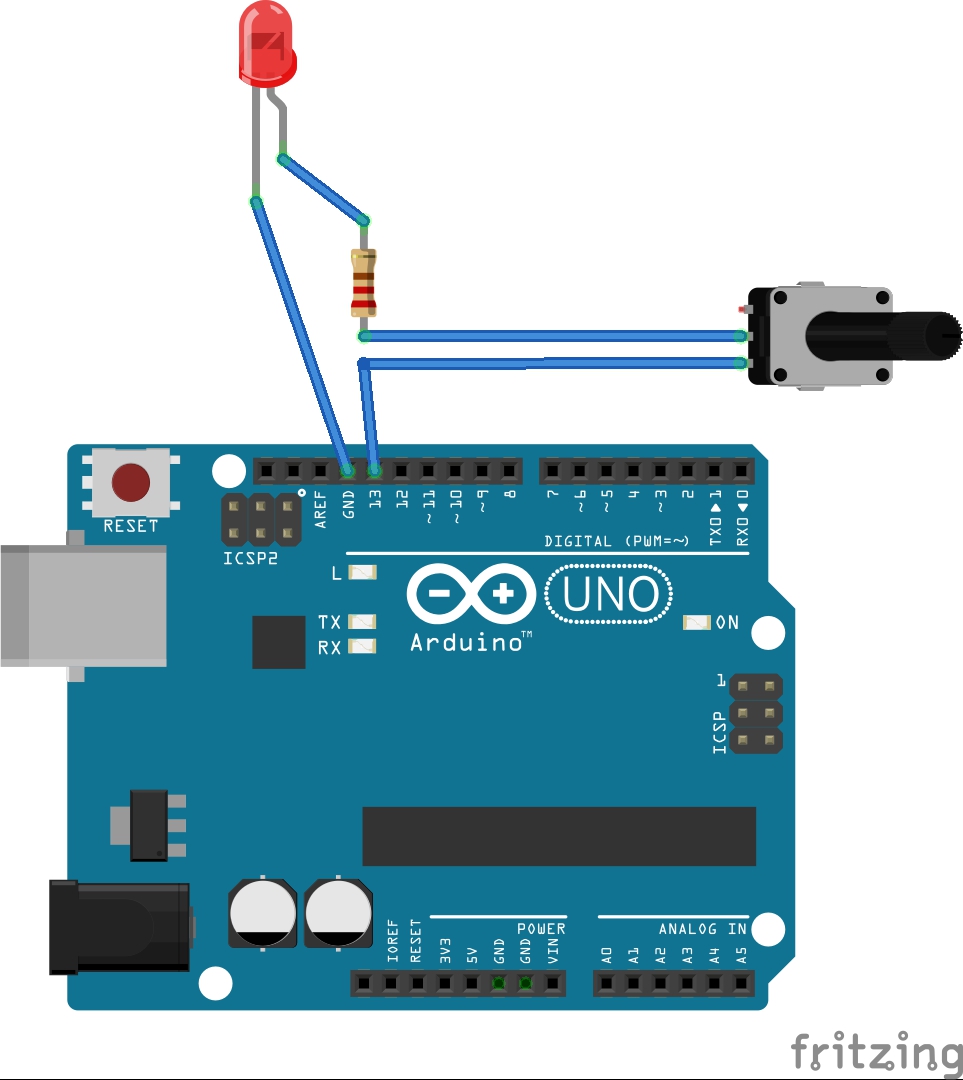 AREF
GND
13
12
~11
~10
~9
8
7
~6
~5
4
~3
2
TX0▶1
RX0◀0
RESET
ICSP2
DIGITAL (PWM=~)
L
TX
RX
UNO
Arduino™
ON
1
ICSP
IOREF
RESET
3V3
5V
GND
GND
VIN
POWER
ANALOG IN
A0
A1
A2
A3
A4
A5
fritzing